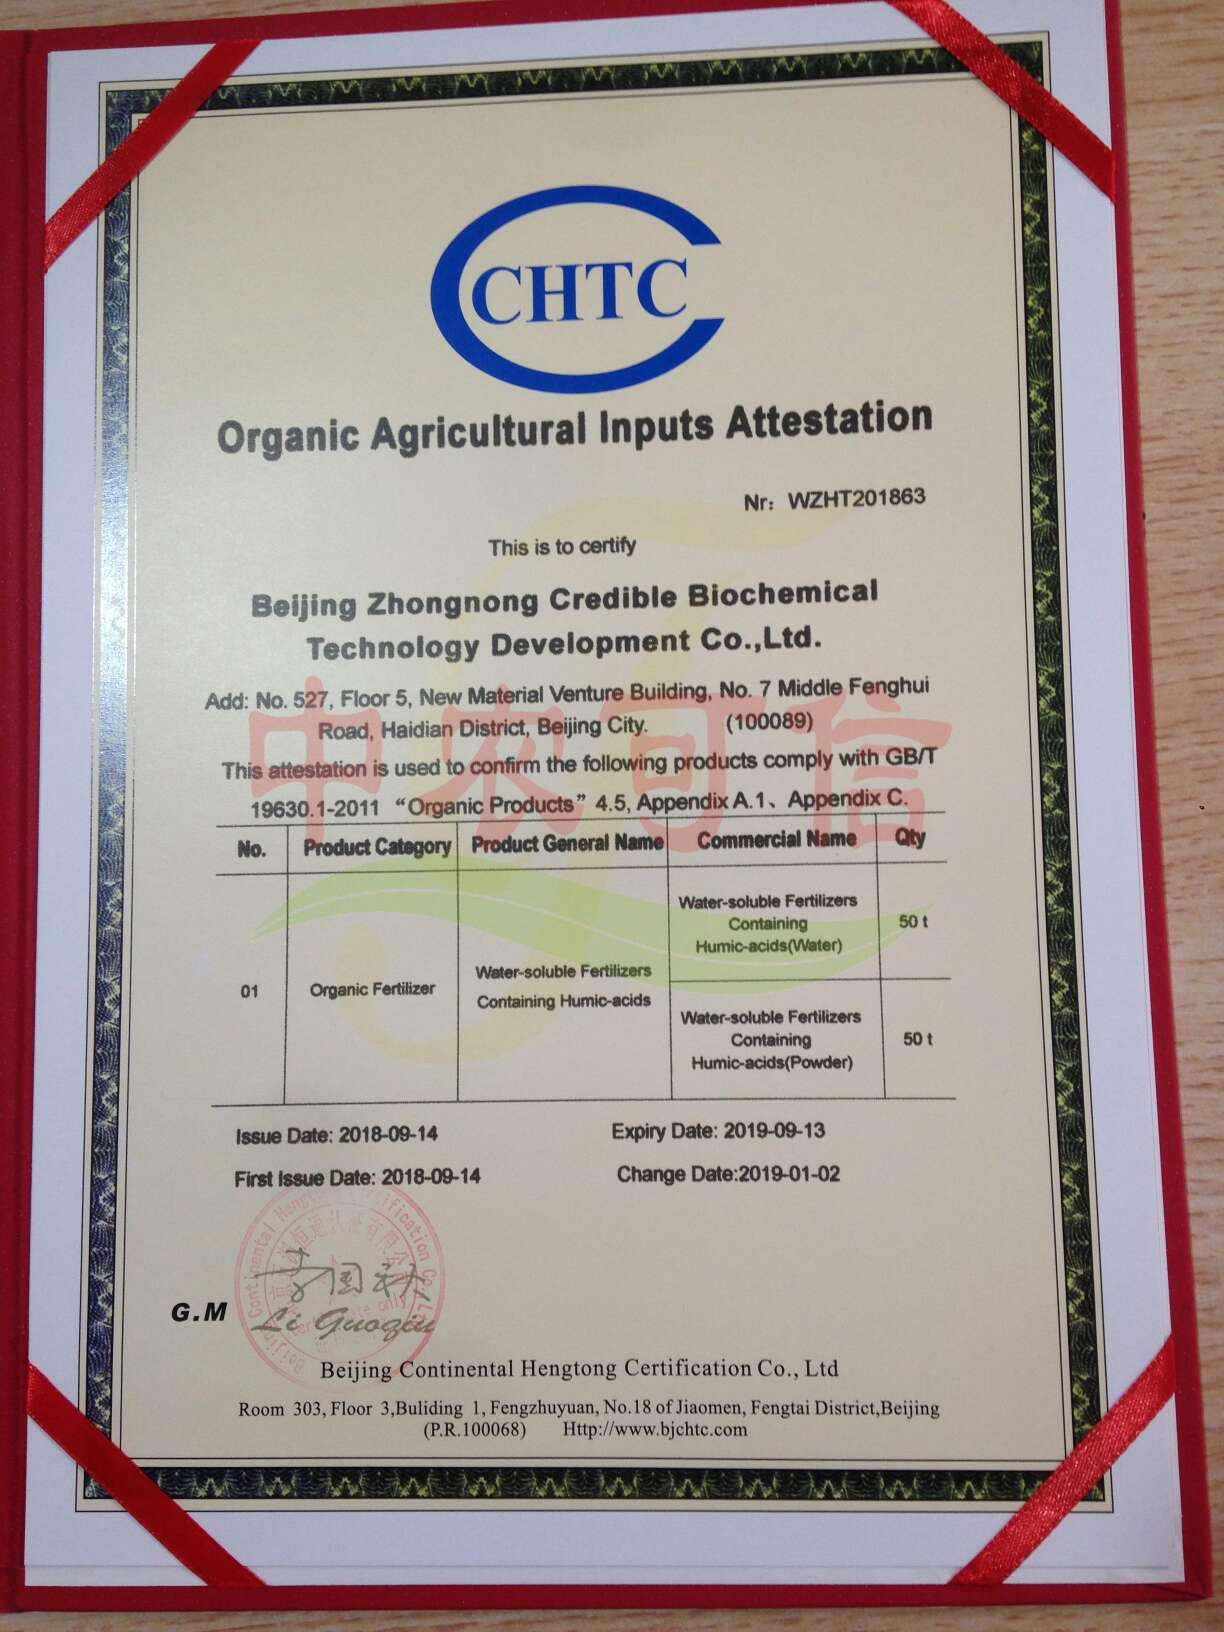 CHTC
Organic Agricultural Inputs Attestation
Nr: WZHT201863
This is to certify
Beijing Zhongnong Credible Biochemical
Technology Development Co.,Ltd.
Add: No. 527, Floor 5, New Material Venture Building, No. 7 Middle Fenghui
Road, Haidian District, Beijing City. (100089)
中农可信
This attestation is used to confirm the following products comply with GB/T
19630.1-2011 “Organic Products” 4.5, Appendix A.1、Appendix C.
No. Product Category Product General Name Commercial Name Qty
Water-soluble Fertilizers
Containing 50 t
Humic-acids(Water)
01 Organic Fertilizer Water-soluble Fertilizers
Containing Humic-acids
Water-soluble Fertilizers
Containing 50 t
Humic-acids(Powder)
Issue Date: 2018-09-14 Expiry Date: 2019-09-13
First Issue Date: 2018-09-14 Change Date:2019-01-02
G.M
Li Guoqiu
Beijing Continental Hengtong Certification Co., Ltd
Room 303, Floor 3,Buliding 1, Fengzhuyuan, No.18 of Jiaomen, Fengtai District,Beijing
(P.R.100068) Http://www.bjchtc.com